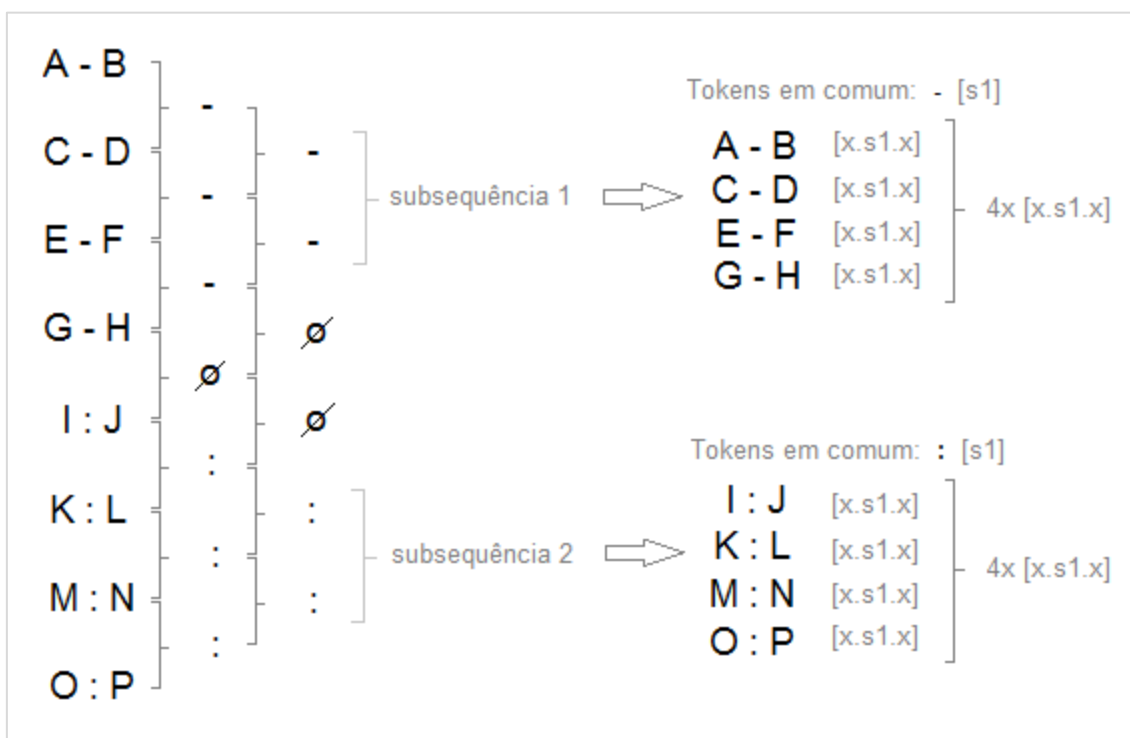 A - B
-
C - D
-
-
E - F
-
-
G - H
ø
ø
I : J
ø
:
K : L
:
:
M : N
:
:
O : P
subsequência 1
Tokens em comum: - [s1]
A - B [x.s1.x]
C - D [x.s1.x]
E - F [x.s1.x]
G - H [x.s1.x]
4x [x.s1.x]
subsequência 2
Tokens em comum: : [s1]
I : J [x.s1.x]
K : L [x.s1.x]
M : N [x.s1.x]
O : P [x.s1.x]
4x [x.s1.x]